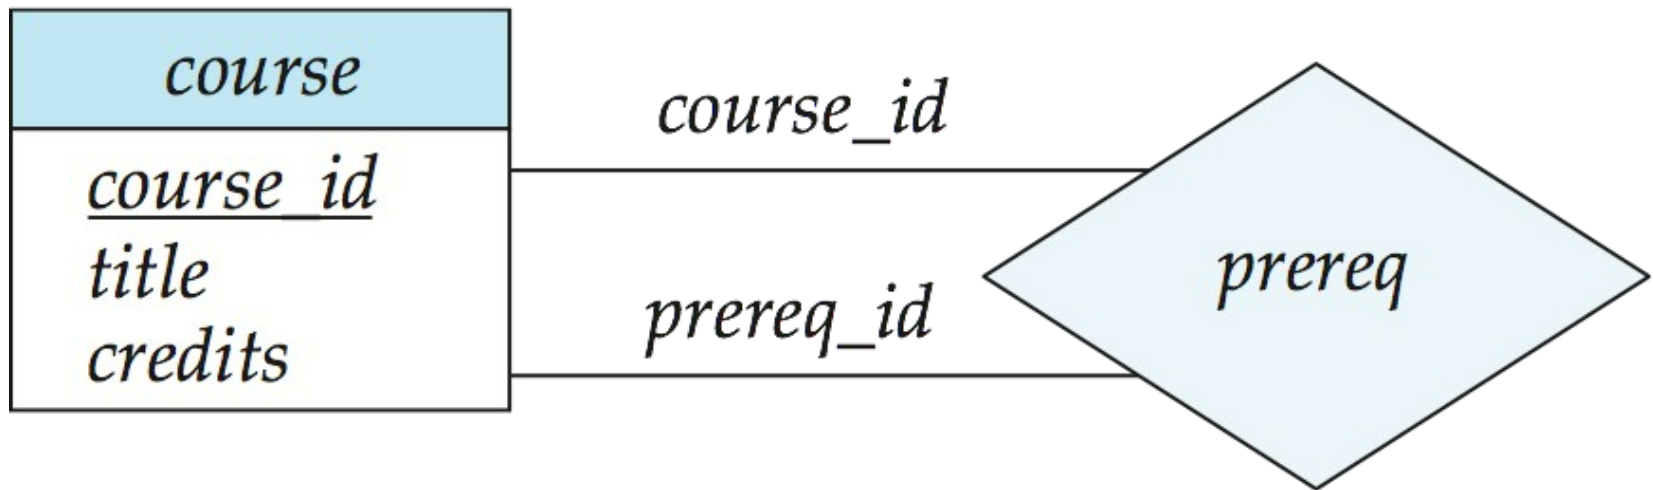 course
course_id
title
credits
course_id
prereq_id
prereq